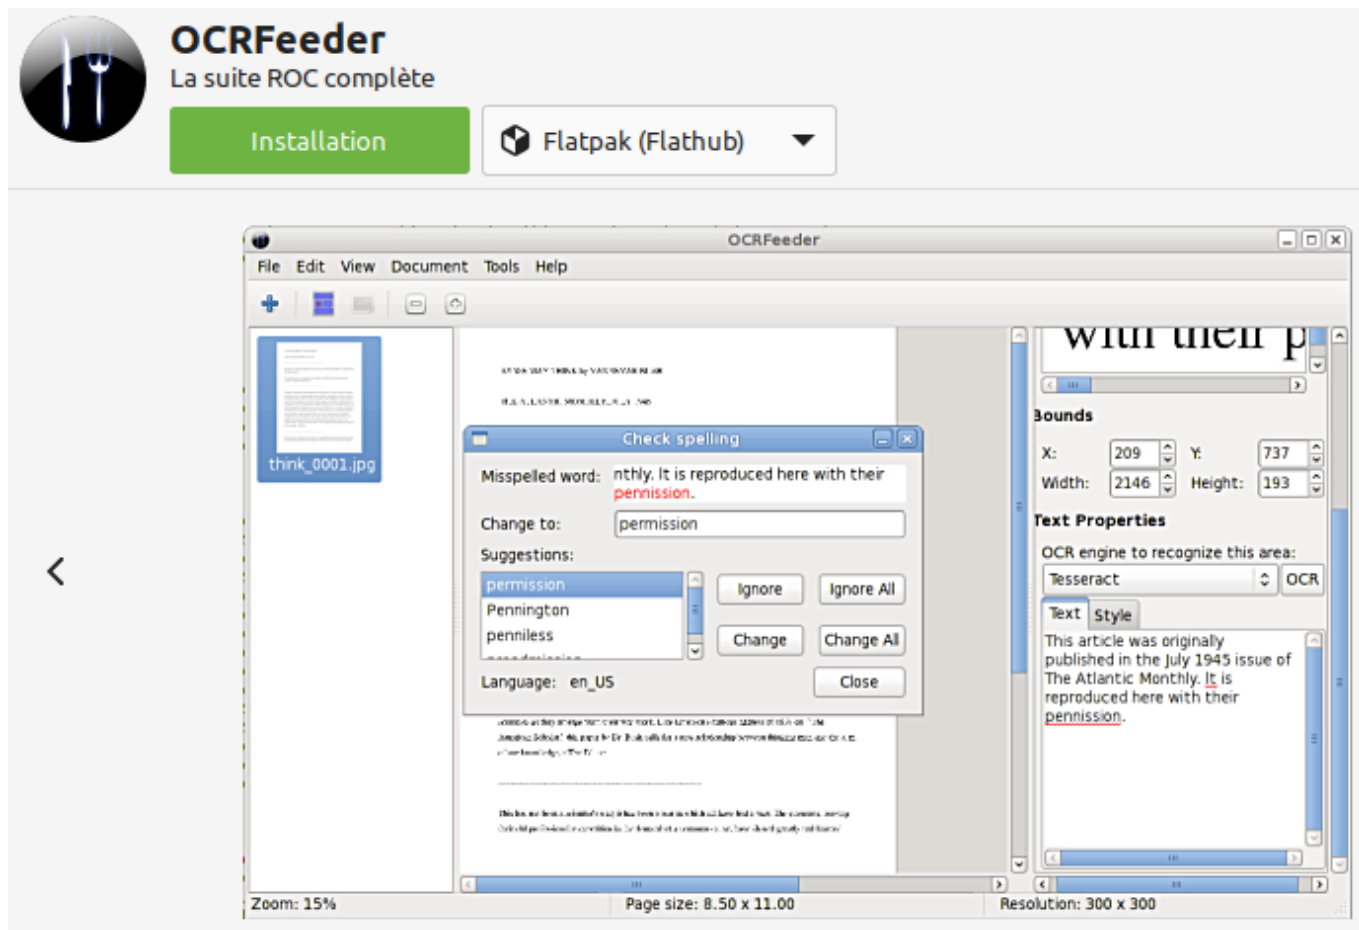 OCRFeeder
La suite ROC complète
Installation
Flatpak (Flathub)
OCRFeeder
File Edit View Document Tools Help
think_0001.jpg
with their p
Check spelling
Misspelled word: nthly. It is reproduced here with their
pennission.
Change to: permission
Suggestions:
permission
Pennington
penniless
Ignore Ignore All
Change Change All
Language: en_US
Close
Bounds
X: 209 Y: 737
Width: 2146 Height: 193
Text Properties
OCR engine to recognize this area:
Tesseract OCR
Text Style
This article was originally
published in the July 1945 issue of
The Atlantic Monthly. It is
reproduced here with their
pennission.
Zoom: 15% Page size: 8.50 x 11.00 Resolution: 300 x 300